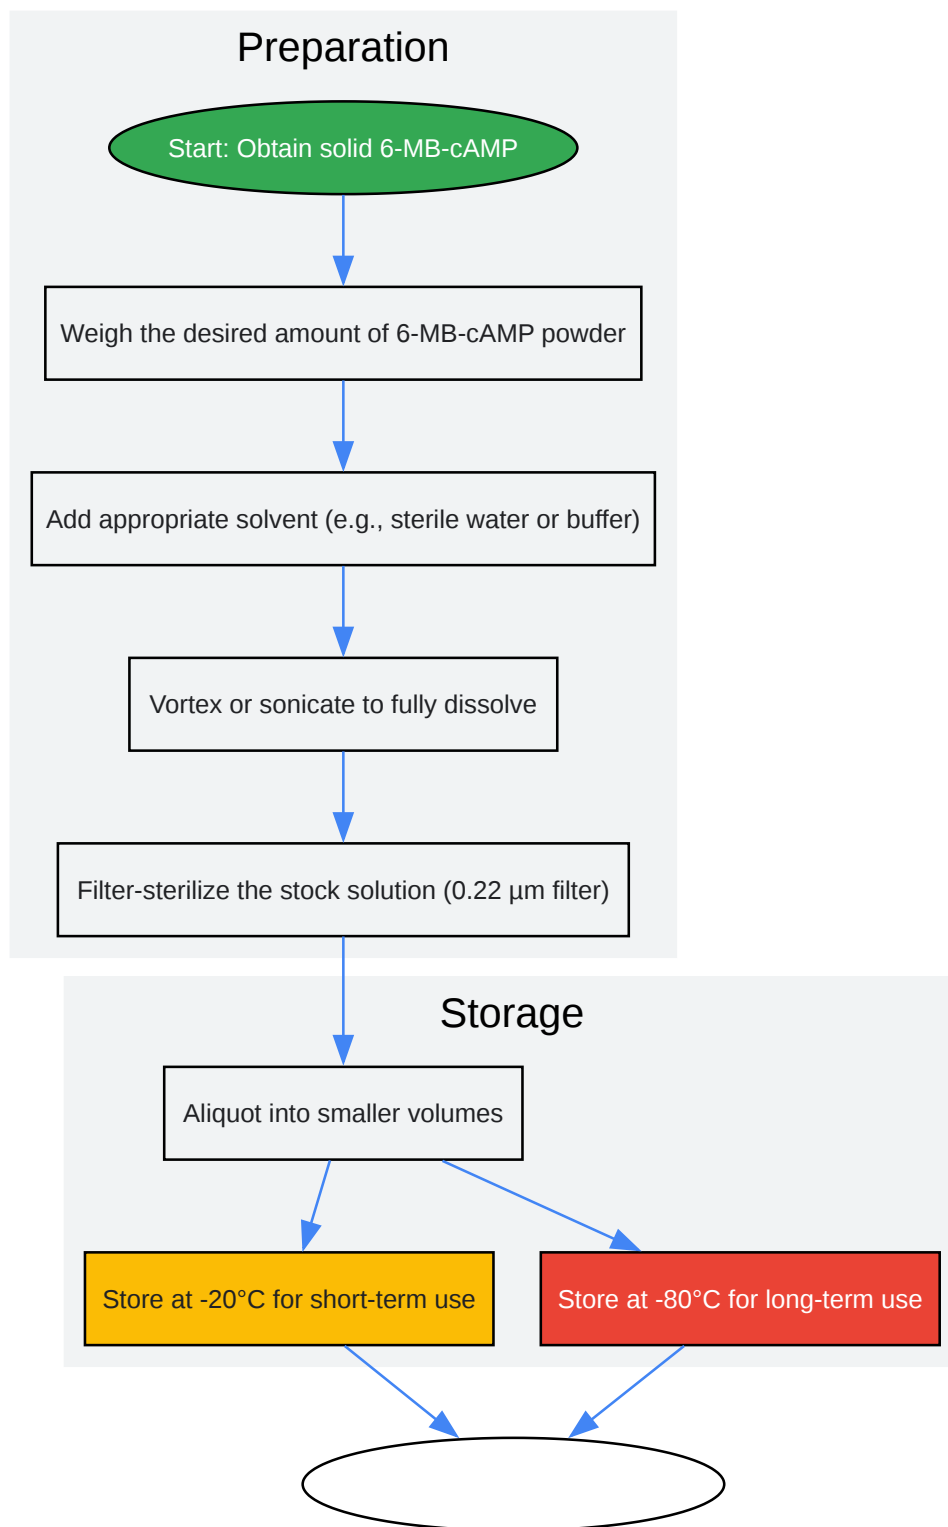 Preparation
Start: Obtain solid 6-MB-cAMP
Weigh the desired amount of 6-MB-cAMP powder
Add appropriate solvent (e.g., sterile water or buffer)
Vortex or sonicate to fully dissolve
Filter-sterilize the stock solution (0.22 µm filter)
Storage
Aliquot into smaller volumes
Store at -20°C for short-term use
Store at -80°C for long-term use